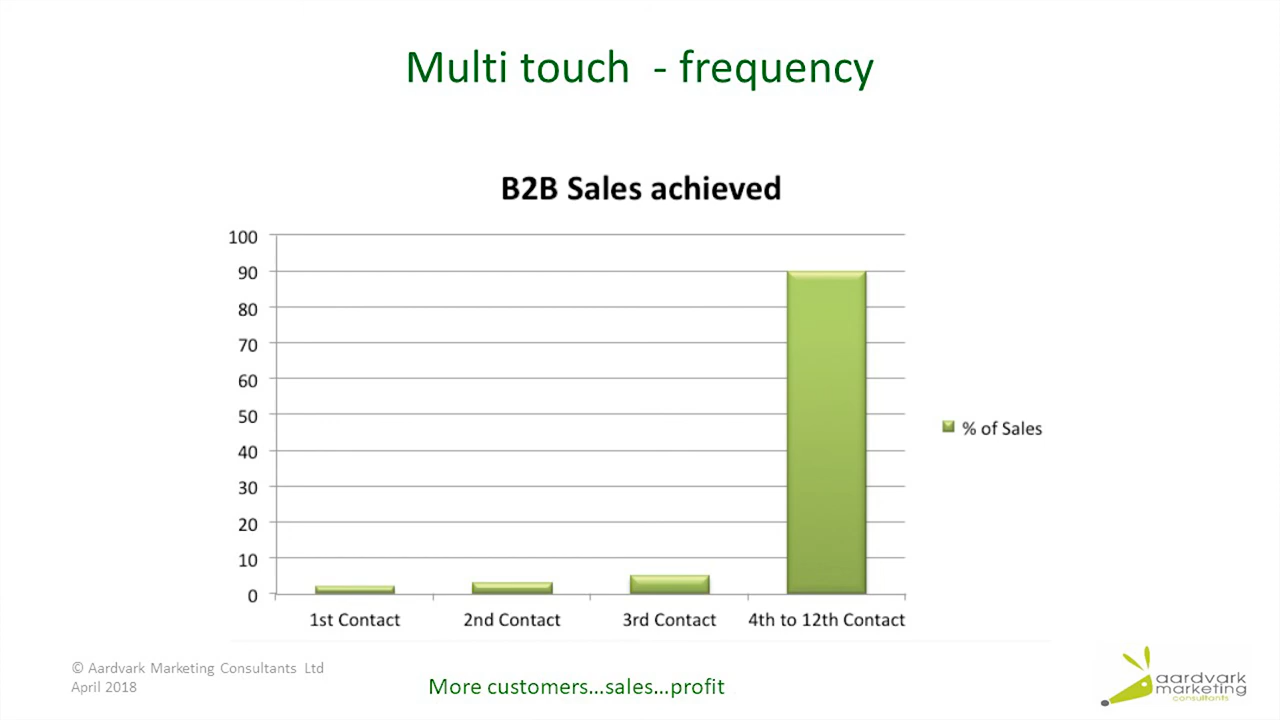 Multi touch - frequency
B2B Sales achieved
100
90
80
70
60
50
40
30
20
10
0
1st Contact 2nd Contact 3rd Contact 4th to 12th Contact
% of Sales
© Aardvark Marketing Consultants Ltd
April 2018
More customers...sales...profit
aardvark
marketing
consultants